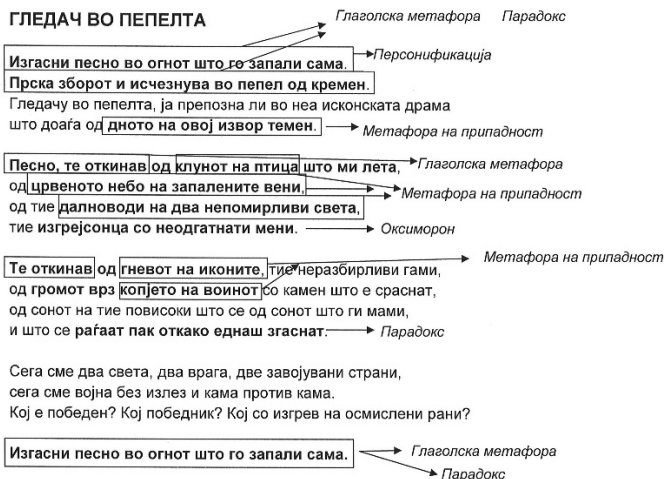 ГЛЕДАЧ ВО ПЕПЕЛТА
Глаголска метафора Парадокс
Изгасни песно во огнот што го запали сама. Персонификација
Прска зборот и исчезнува во пепел од кремен.
Гледачу во пепелта, ја препозна ли во неа исконската драма
што доаѓа од дното на овој извор темен. Метафора на припадност
Песно, те откинав од клунот на птица што ми лета, Глаголска метафора
од црвеното небо на запалените вени, Метафора на припадност
од тие далноводи на два непомирливи света,
тие изгрејсонца со неодгатнати мени. Оксиморон
Те откинав од гневот на иконите, тие неразбирливи гами, Метафора на припадност
од громот врз копјето на воинот со камен што е сраснат,
од сонот на тие повисоки што се од сонот што ги мами,
и што се раѓаат пак откако еднаш згаснат. Парадокс
Сега сме два света, два врага, две завојувани страни,
сега сме војна без излез и кама против кама.
Кој е победен? Кој победник? Кој со изгрев на осмислени рани?
Изгасни песно во огнот што го запали сама. Глаголска метафора
Парадокс